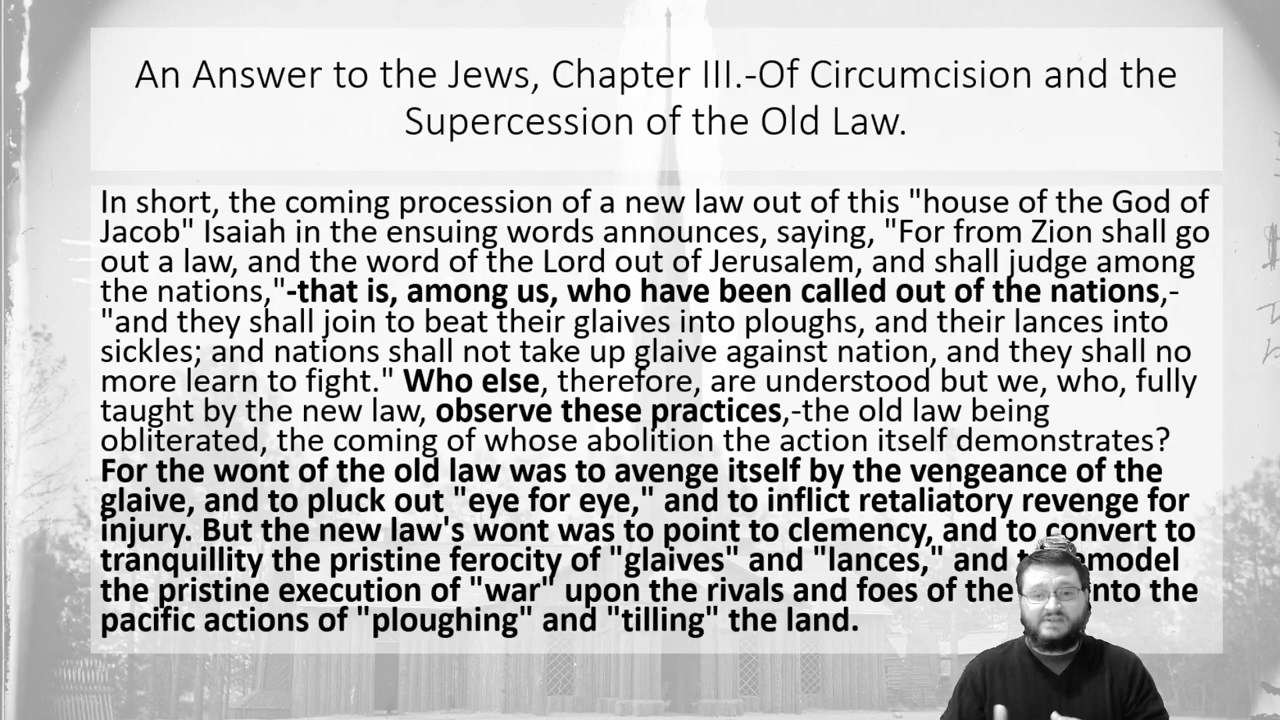 An Answer to the Jews, Chapter III.-Of Circumcision and the
Supercession of the Old Law.
In short, the coming procession of a new law out of this "house of the God of
Jacob" Isaiah in the ensuing words announces, saying, "For from Zion shall go
out a law, and the word of the Lord out of Jerusalem, and shall judge among
the nations,"-that is, among us, who have been called out of the nations,-
"and they shall join to beat their glaives into ploughs, and their lances into
sickles; and nations shall not take up glaive against nation, and they shall no
more learn to fight." Who else, therefore, are understood but we, who, fully
taught by the new law, observe these practices,-the old law being
obliterated, the coming of whose abolition the action itself demonstrates?
For the wont of the old law was to avenge itself by the vengeance of the
glaive, and to pluck out "eye for eye," and to inflict retaliatory revenge for
injury. But the new law's wont was to point to clemency, and to convert to
tranquillity the pristine ferocity of "glaives" and "lances," and
the pristine execution of "war" upon the rivals and foes of the the
pacific actions of "ploughing" and "tilling" the land.